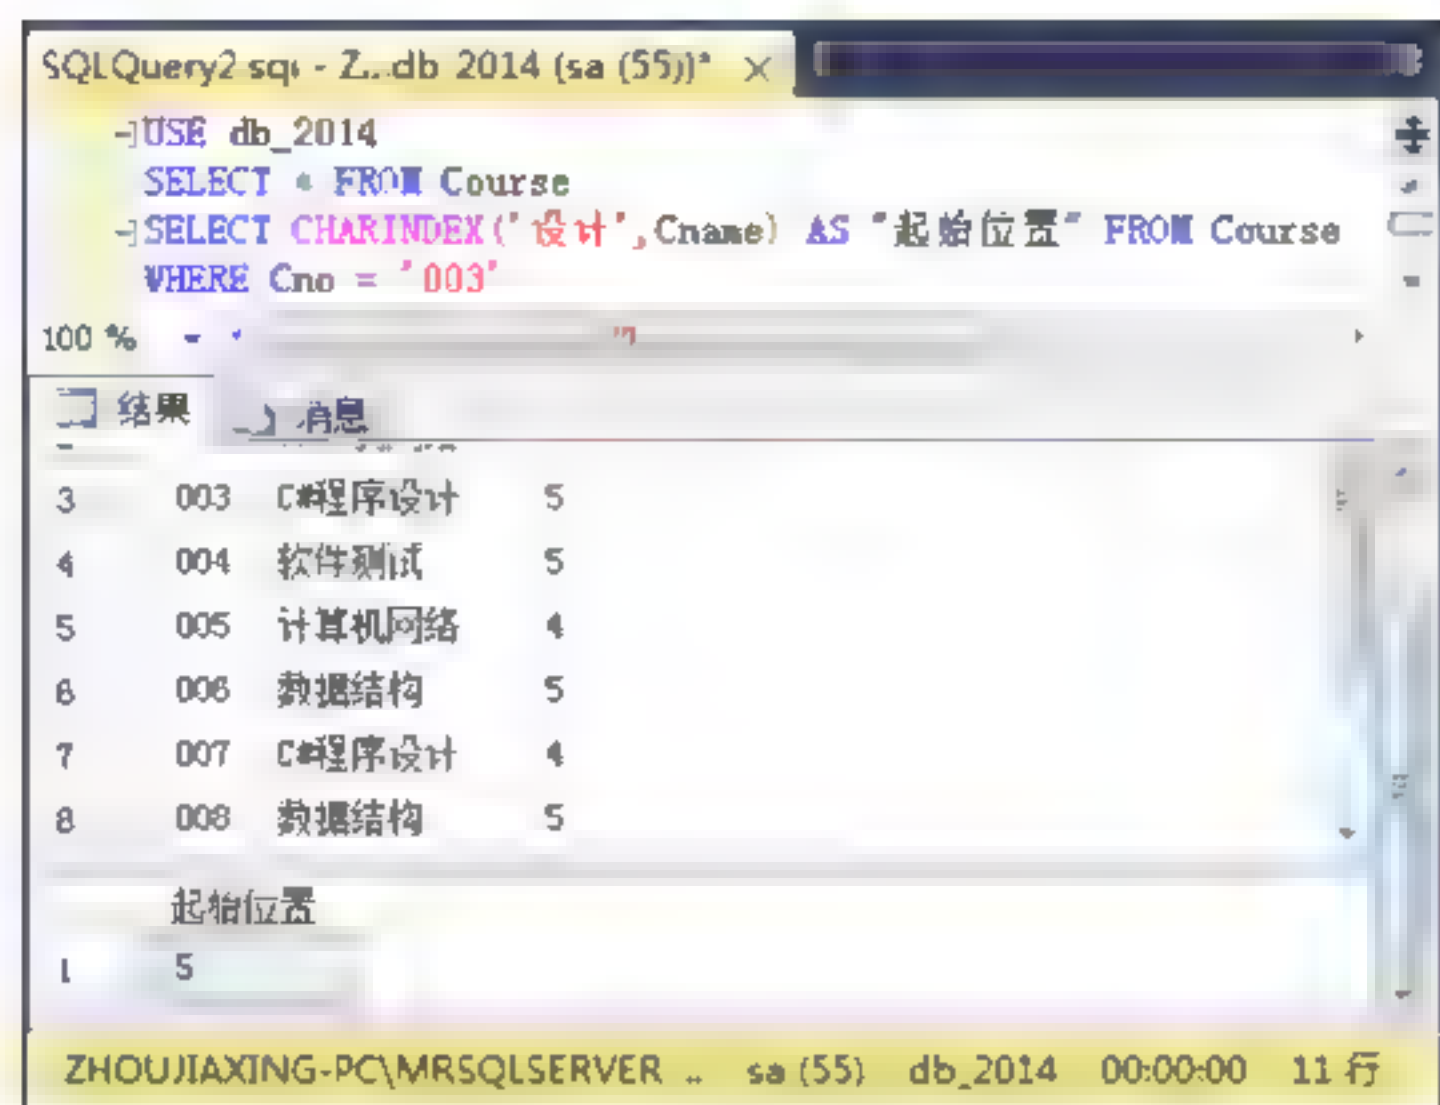 SQLQuery2.sql - Z...db_2014 (sa (55))* ×
USE db_2014
SELECT * FROM Course
SELECT CHARINDEX('设计',Cname) AS "起始位置" FROM Course
WHERE Cno = '003'
100 %
结果 消息
3 003 C#程序设计 5
4 004 软件测试 5
5 005 计算机网络 4
6 006 数据结构 5
7 007 C#程序设计 4
8 008 数据结构 5
起始位置
1 5
ZHOUJIAXING-PC\MRSQLSERVER ... sa (55) db_2014 00:00:00 11 行